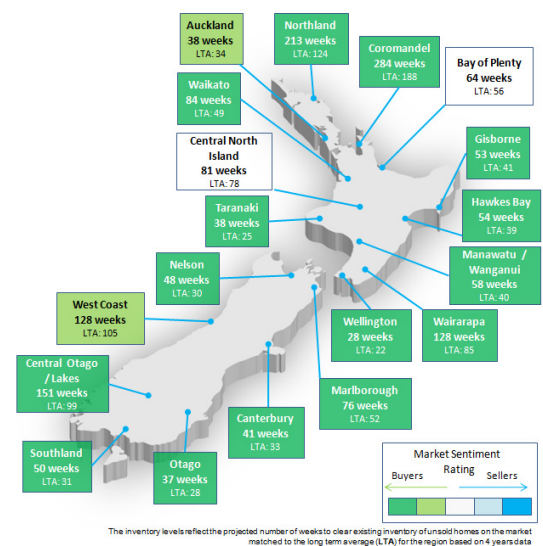 Auckland
38 weeks
LTA: 34
Northland
213 weeks
LTA: 124
Coromandel
284 weeks
LTA: 188
Bay of Plenty
64 weeks
LTA: 56
Waikato
84 weeks
LTA: 49
Central North
Island
81 weeks
LTA: 78
Gisborne
53 weeks
LTA: 41
Taranaki
38 weeks
LTA: 25
Hawkes Bay
54 weeks
LTA: 39
Nelson
48 weeks
LTA: 30
Manawatu /
Wanganui
58 weeks
LTA: 40
West Coast
128 weeks
LTA: 105
Wellington
28 weeks
LTA: 22
Wairarapa
128 weeks
LTA: 85
Central Otago
/ Lakes
151 weeks
LTA: 99
Marlborough
76 weeks
LTA: 52
Canterbury
41 weeks
LTA: 33
Southland
50 weeks
LTA: 31
Otago
37 weeks
LTA: 28
Market Sentiment
Rating
Buyers
Sellers
The inventory levels reflect the projected number of weeks to clear existing inventory of unsold homes on the market
matched to the long term average (LTA) for the region based on 4 years data